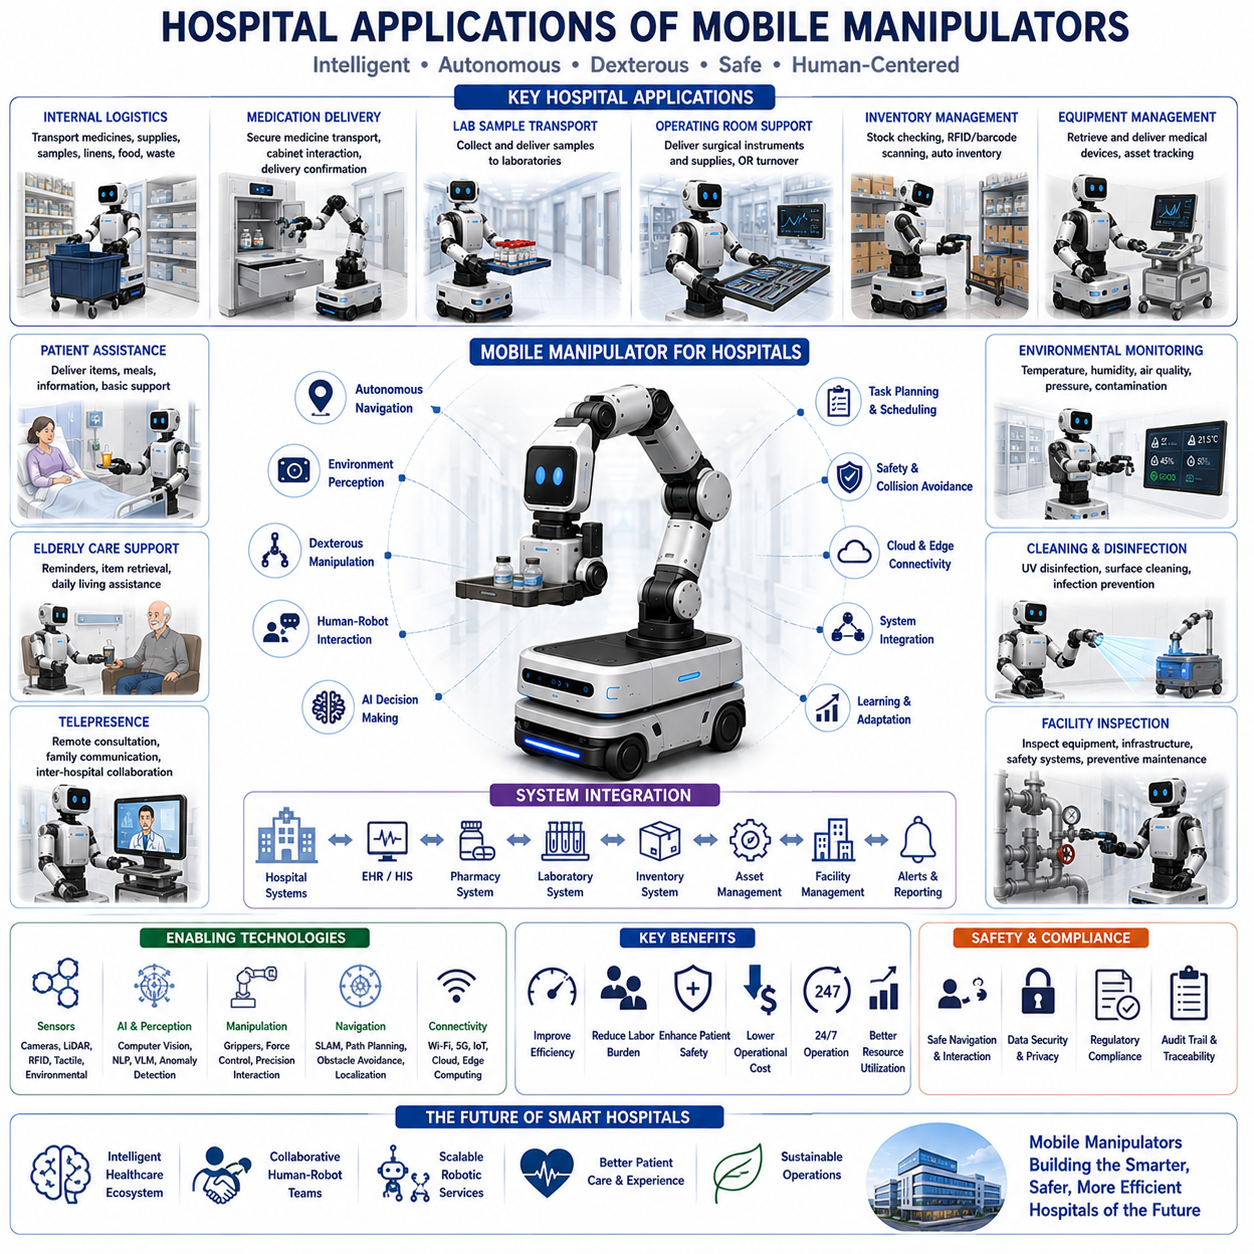 HOSPITAL APPLICATIONS OF MOBILE MANIPULATORS
Intelligent • Autonomous • Dexterous • Safe • Human-Centered
KEY HOSPITAL APPLICATIONS
INTERNAL LOGISTICS
Transport medicines, supplies,
samples, linens, food, waste
MEDICATION DELIVERY
Secure medicine transport,
cabinet interaction,
delivery confirmation
LAB SAMPLE TRANSPORT
Collect and deliver samples
to laboratories
OPERATING ROOM SUPPORT
Deliver surgical instruments
and supplies, OR turnover
INVENTORY MANAGEMENT
Stock checking, RFID/barcode
scanning, auto inventory
EQUIPMENT MANAGEMENT
Retrieve and deliver medical
devices, asset tracking
PATIENT ASSISTANCE
Deliver items, meals,
information, basic support
ELDERLY CARE SUPPORT
Reminders, item retrieval,
daily living assistance
TELEPRESENCE
Remote consultation,
family communication,
inter-hospital collaboration
MOBILE MANIPULATOR FOR HOSPITALS
Autonomous
Navigation
Environment
Perception
Dexterous
Manipulation
Human-Robot
Interaction
AI Decision
Making
Task Planning
& Scheduling
Safety &
Collision Avoidance
Cloud & Edge
Connectivity
System
Integration
Learning &
Adaptation
ENVIRONMENTAL MONITORING
Temperature, humidity, air quality,
pressure, contamination
21.5°C
45%
CLEANING & DISINFECTION
UV disinfection, surface cleaning,
infection prevention
FACILITY INSPECTION
Inspect equipment, infrastructure,
safety systems, preventive maintenance
SYSTEM INTEGRATION
Hospital
Systems
EHR / HIS
Pharmacy
System
Laboratory
System
Inventory
System
Asset
Management
Facility
Management
Alerts &
Reporting
ENABLING TECHNOLOGIES
Sensors
Cameras, LiDAR,
RFID, Tactile,
Environmental
AI & Perception
Computer Vision,
NLP, VLM, Anomaly
Detection
Manipulation
Grippers, Force
Control, Precision
Interaction
Navigation
SLAM, Path Planning,
Obstacle Avoidance,
Localization
Connectivity
Wi-Fi, 5G, IoT,
Cloud, Edge
Computing
KEY BENEFITS
Improve
Efficiency
Reduce Labor
Burden
Enhance Patient
Safety
$
Lower
Operational
Cost
247
24/7
Operation
Better
Resource
Utilization
SAFETY & COMPLIANCE
Safe Navigation
& Interaction
Data Security
& Privacy
Regulatory
Compliance
Audit Trail &
Traceability
THE FUTURE OF SMART HOSPITALS
Intelligent
Healthcare
Ecosystem
Collaborative
Human-Robot
Teams
Scalable
Robotic
Services
Better Patient
Care & Experience
Sustainable
Operations
Mobile Manipulators
Building the Smarter,
Safer, More Efficient
Hospitals of the Future